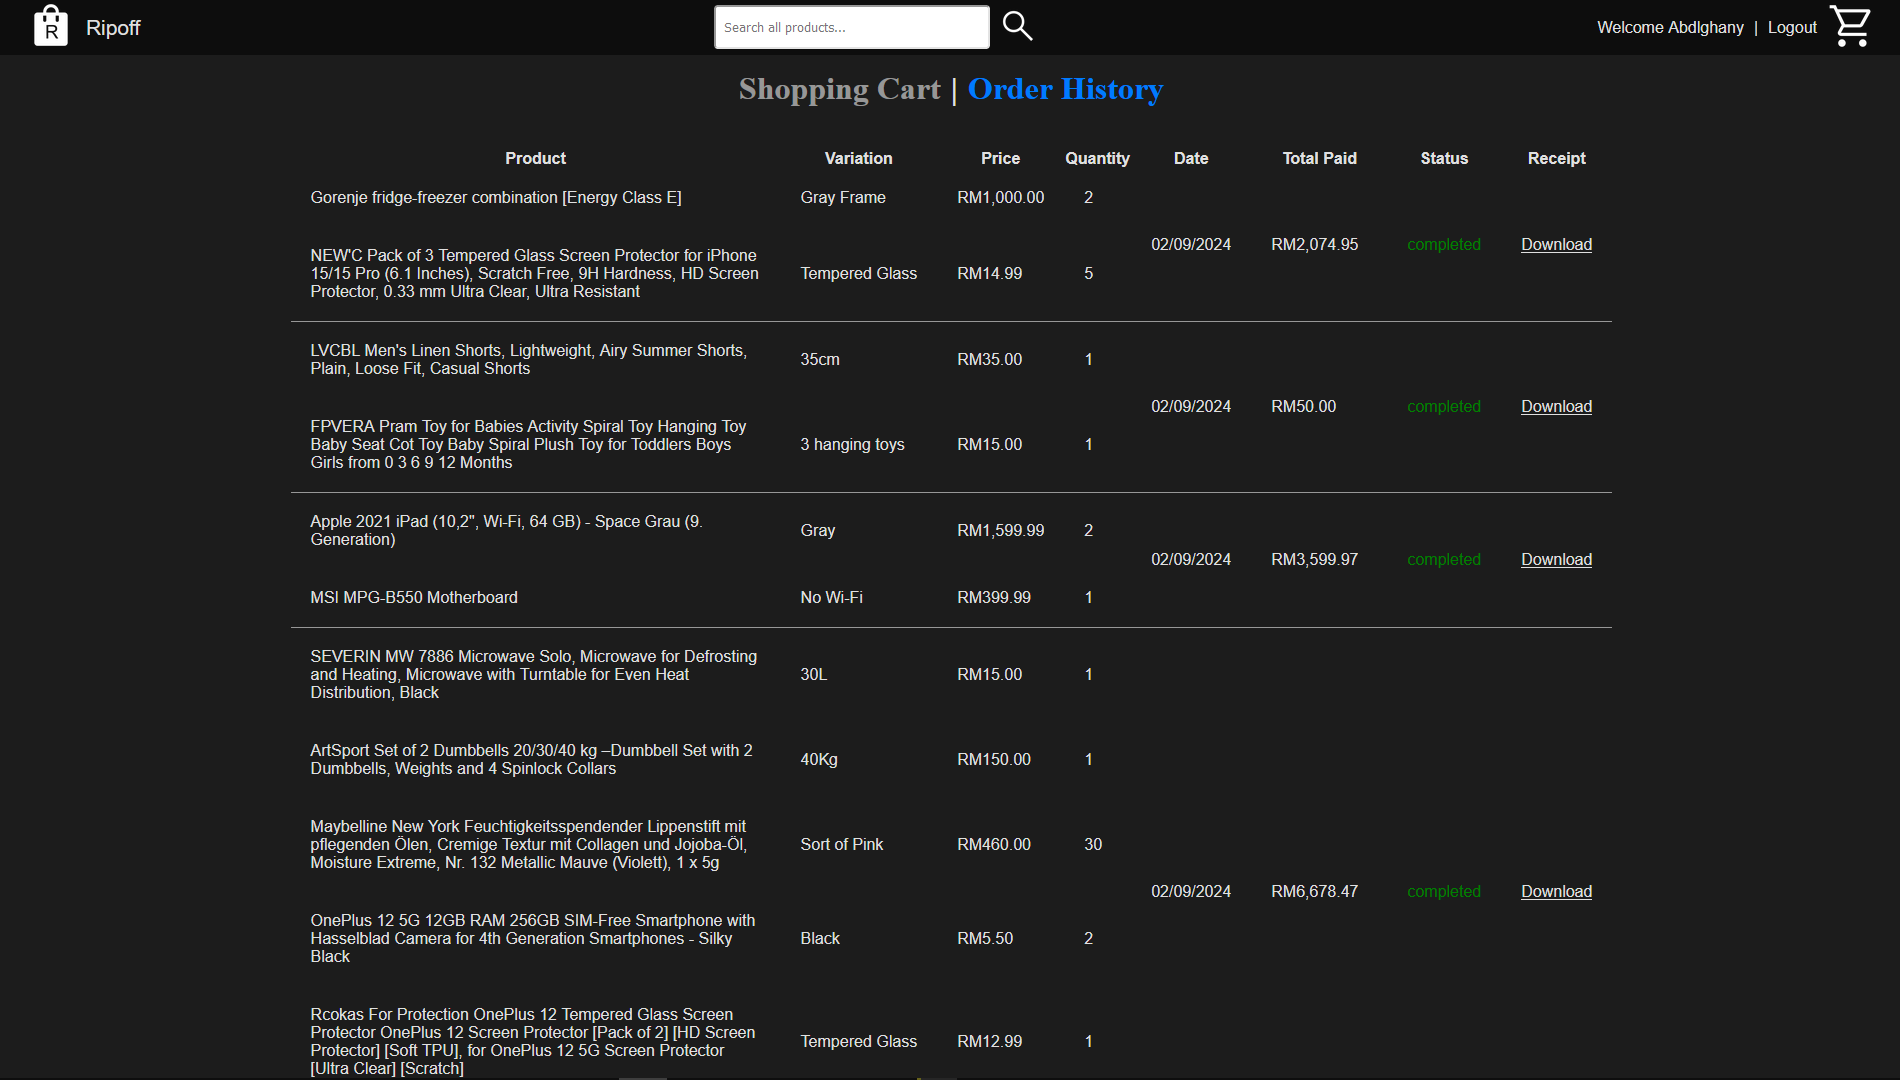 R
Ripoff
Search all products...
Welcome Abdlghany | Logout
Shopping Cart | Order History
Product Variation Price Quantity Date Total Paid Status Receipt
Gorenje fridge-freezer combination [Energy Class E] Gray Frame RM1,000.00 2
02/09/2024 RM2,074.95 completed Download
NEW'C Pack of 3 Tempered Glass Screen Protector for iPhone
15/15 Pro (6.1 Inches), Scratch Free, 9H Hardness, HD Screen
Protector, 0.33 mm Ultra Clear, Ultra Resistant
Tempered Glass RM14.99 5
LVCBL Men's Linen Shorts, Lightweight, Airy Summer Shorts,
Plain, Loose Fit, Casual Shorts
35cm RM35.00 1
02/09/2024 RM50.00 completed Download
FPVERA Pram Toy for Babies Activity Spiral Toy Hanging Toy
Baby Seat Cot Toy Baby Spiral Plush Toy for Toddlers Boys
Girls from 0 3 6 9 12 Months
3 hanging toys RM15.00 1
Apple 2021 iPad (10,2", Wi-Fi, 64 GB) - Space Grau (9.
Generation)
Gray RM1,599.99 2
02/09/2024 RM3,599.97 completed Download
MSI MPG-B550 Motherboard No Wi-Fi RM399.99 1
SEVERIN MW 7886 Microwave Solo, Microwave for Defrosting
and Heating, Microwave with Turntable for Even Heat
Distribution, Black
30L RM15.00 1
ArtSport Set of 2 Dumbbells 20/30/40 kg –Dumbbell Set with 2
Dumbbells, Weights and 4 Spinlock Collars
40Kg RM150.00 1
Maybelline New York Feuchtigkeitsspendender Lippenstift mit
pflegenden Ölen, Cremige Textur mit Collagen und Jojoba-Öl,
Moisture Extreme, Nr. 132 Metallic Mauve (Violett), 1 x 5g
Sort of Pink RM460.00 30
02/09/2024 RM6,678.47 completed Download
OnePlus 12 5G 12GB RAM 256GB SIM-Free Smartphone with
Hasselblad Camera for 4th Generation Smartphones - Silky
Black
Black RM5.50 2
Rcokas For Protection OnePlus 12 Tempered Glass Screen
Protector OnePlus 12 Screen Protector [Pack of 2] [HD Screen
Protector] [Soft TPU], for OnePlus 12 5G Screen Protector
[Ultra Clear] [Scratch]
Tempered Glass RM12.99 1